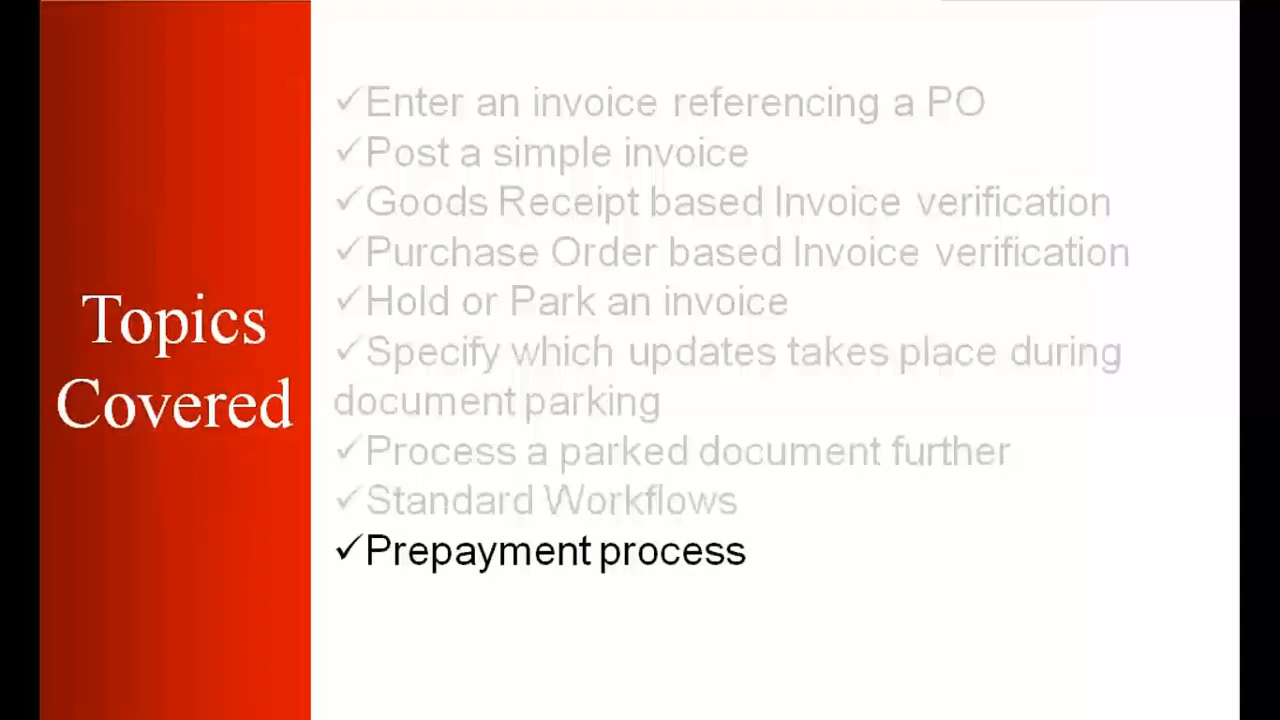 Topics
Covered
✓Enter an invoice referencing a PO
✓Post a simple invoice
✓Goods Receipt based Invoice verification
✓Purchase Order based Invoice verification
✓Hold or Park an invoice
✓Specify which updates takes place during
document parking
✓Process a parked document further
✓Standard Workflows
✓Prepayment process